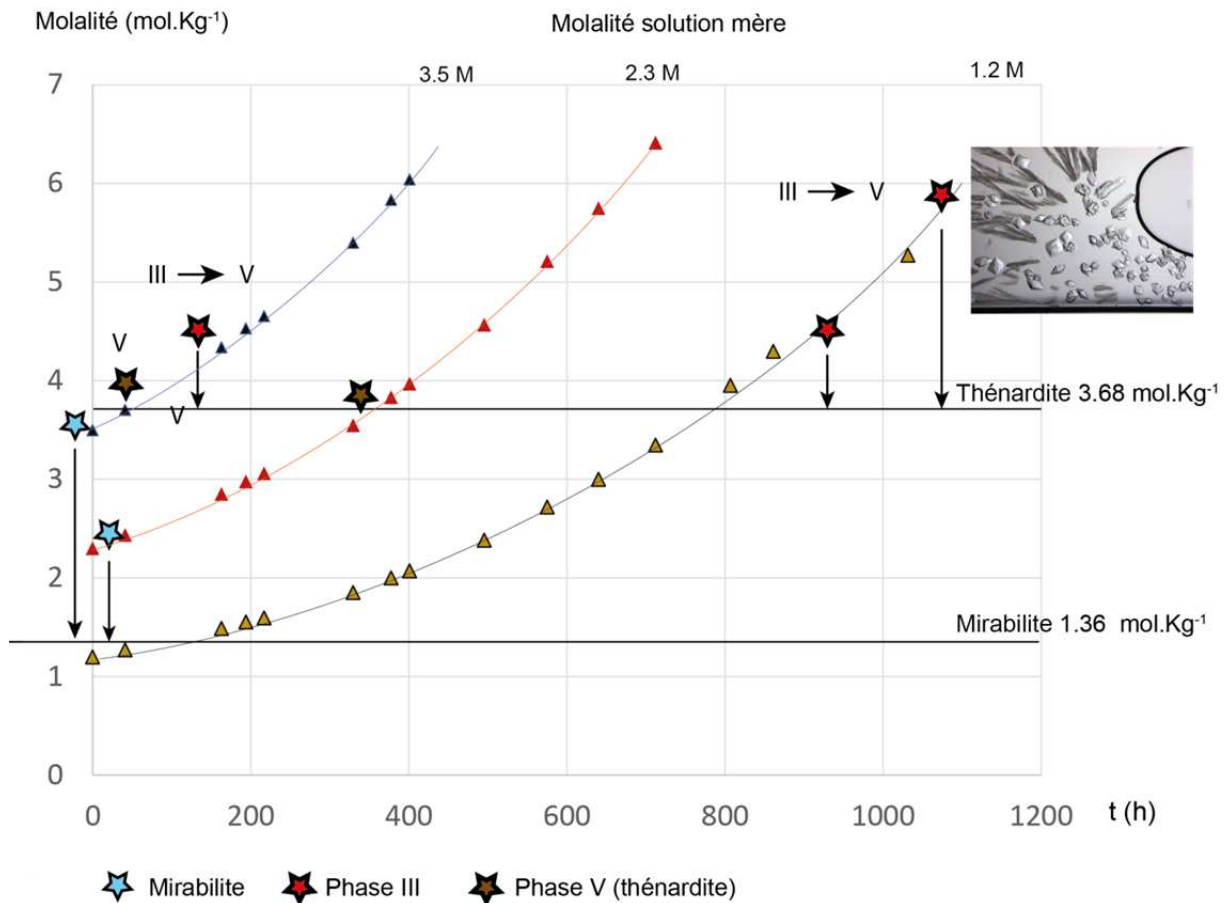 Molalité (mol.Kg⁻¹)
Molalité solution mère
3.5 M
2.3 M
1.2 M
7
6
III → V
5
III → V
V
4
V
Thénardite 3.68 mol.Kg⁻¹
3
2
Mirabilite 1.36 mol.Kg⁻¹
1
0
0 200 400 600 800 1000 1200 t (h)
Mirabilite Phase III Phase V (thénardite)